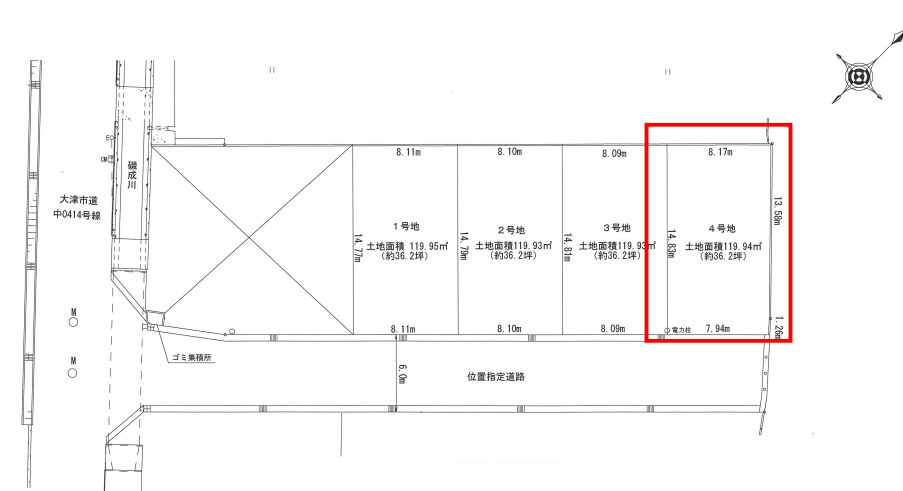 8.11m
8.10m
8.09m
8.17m
EO
CM
磯成川
大津市道
中0414号線
1号地
土地面積 119.95㎡
(約36.2坪)
2号地
土地面積119.93㎡
(約36.2坪)
3号地
土地面積119.93㎡
(約36.2坪)
4号地
土地面積119.94㎡
(約36.2坪)
14.77m
14.79m
14.81m
14.83m
13.58m
1.26m
M
M
8.11m
8.10m
8.09m
電力柱
7.94m
ゴミ集積所
6.0m
位置指定道路